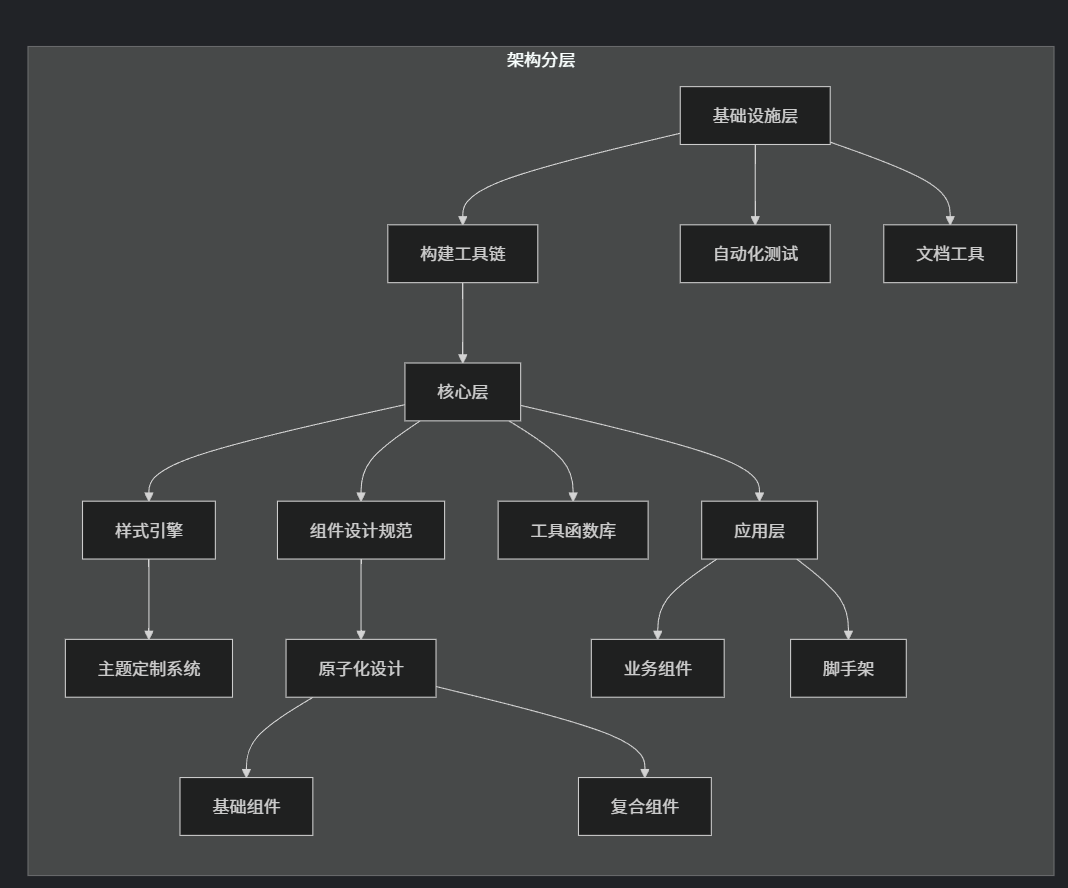 架构分层
基础设施层
构建工具链
自动化测试
文档工具
核心层
样式引擎
组件设计规范
工具函数库
应用层
主题定制系统
原子化设计
业务组件
脚手架
基础组件
复合组件